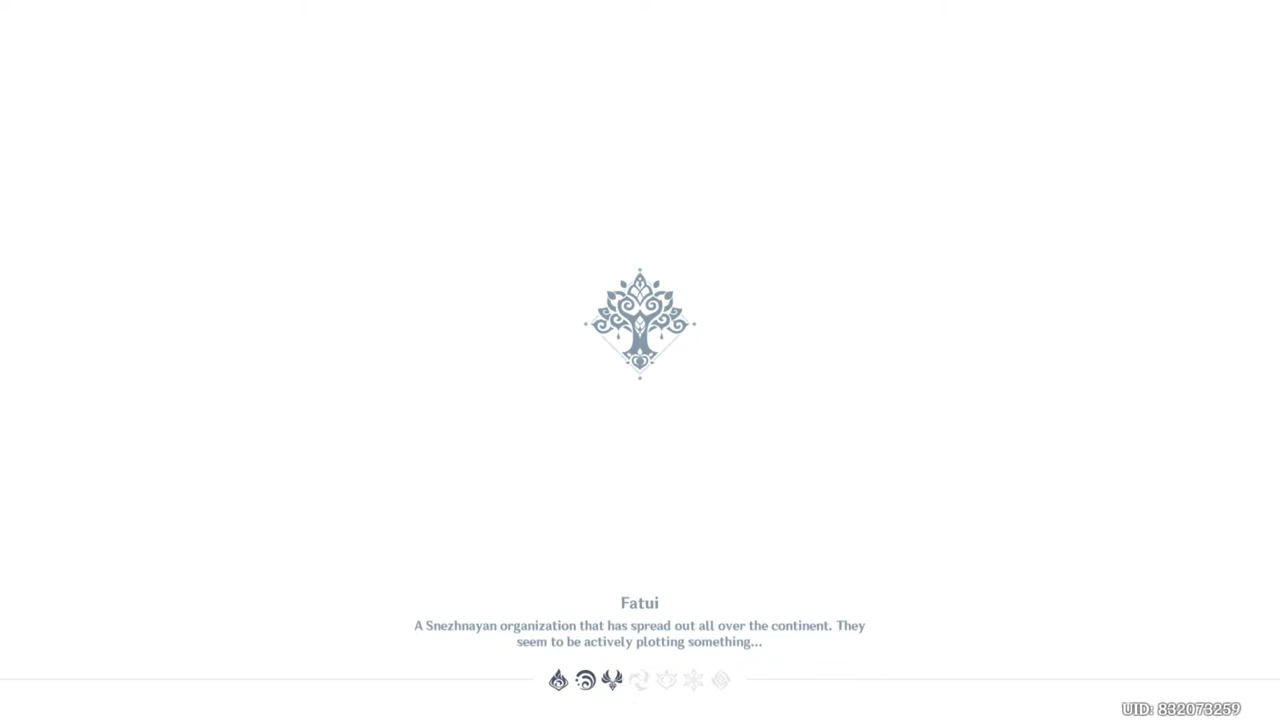 Fatui
A Snezhnayan organization that has spread out all over the continent. They
seem to be actively plotting something...
UID: 832073259